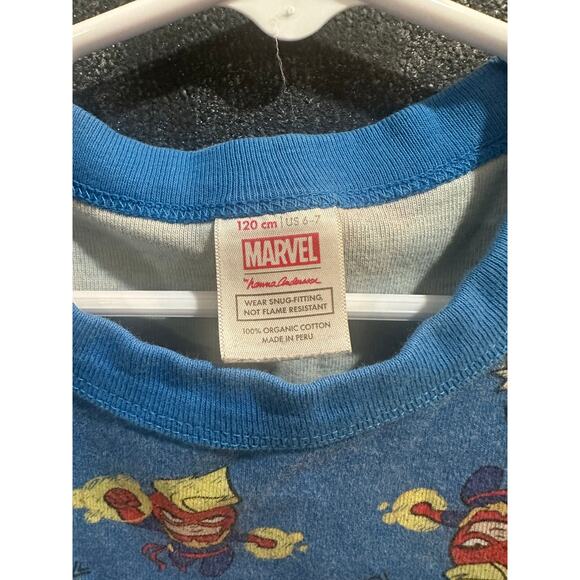 120 cm | US 6-7
MARVEL
by hanna andersson
WEAR SNUG-FITTING,
NOT FLAME RESISTANT
100% ORGANIC COTTON
MADE IN PERU